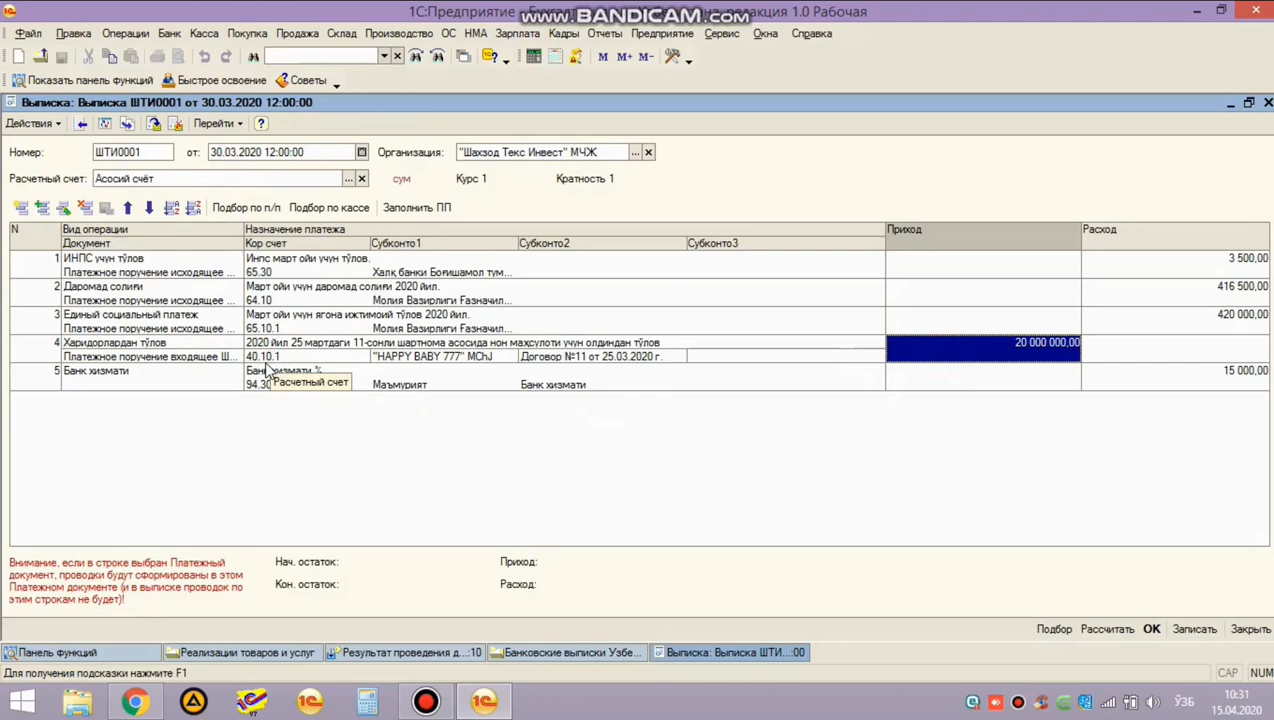 1С:Предприятие - Бухгалт
на, редакция 1.0 Рабочая
www.BANDICAM.com
Файл Правка Операции Банк Касса Покупка Продажа Склад Производство ОС НМА Зарплата Кадры Отчеты Предприятие Сервис Окна Справка
M M+ M-
Показать панель функций Быстрое освоение Советы
Выписка: Выписка ШТИ0001 от 30.03.2020 12:00:00
Действия Перейти
Номер: ШТИ0001 от: 30.03.2020 12:00:00 Организация: "Шахзод Текс Инвест" МЧЖ
Расчетный счет: Асосий счёт сум Курс 1 Кратность 1
Подбор по п/п Подбор по кассе Заполнить ПП
N Вид операции Назначение платежа Приход Расход
Документ Кор счет Субконто1 Субконто2 Субконто3
1 ИНПС учун тўлов Инпс март ойи учун тўлов. 3 500,00
Платежное поручение исходящее ... 65.30 Халқ банки Боғишамол тум...
2 Даромад солиғи Март ойи учун даромад солиғи 2020 йил. 416 500,00
Платежное поручение исходящее ... 64.10 Молия Вазирлиги Ғазначил...
3 Единый социальный платеж Март ойи учун ягона ижтимоий тўлов 2020 йил. 420 000,00
Платежное поручение исходящее ... 65.10.1 Молия Вазирлиги Ғазначил...
4 Харидорлардан тўлов 2020 йил 25 мартдаги 11-сонли шартнома асосида нон маҳсулоти учун олдиндан тўлов 20 000 000,00
Платежное поручение входящее Ш... 40.10.1 "HAPPY BABY 777" MChJ Договор №11 от 25.03.2020 г.
5 Банк хизмати Банк хизмати % 15 000,00
94.30 Маъмурият Банк хизмати
Расчетный счет
Внимание, если в строке выбран Платежный
документ, проводки будут сформированы в этом
Платежном документе (и в выписке проводок по
этим строкам не будет)!
Нач. остаток: Приход:
Кон. остаток: Расход:
Подбор Рассчитать OK Записать Закрыть
Панель функций Реализации товаров и услуг Результат проведения д...:10 Банковские выписки Узбе... Выписка: Выписка ШТИ...:00
Для получения подсказки нажмите F1 CAP NUM
ЎЗБ
10:31
15.04.2020